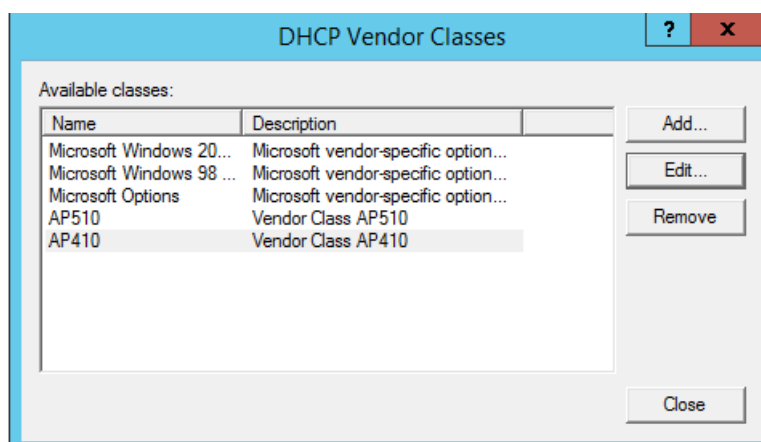 DHCP Vendor Classes
?
x
Available classes:
Name Description
Microsoft Windows 20... Microsoft vendor-specific option...
Microsoft Windows 98 ... Microsoft vendor-specific option...
Microsoft Options Microsoft vendor-specific option...
AP510 Vendor Class AP510
AP410 Vendor Class AP410
Add...
Edit...
Remove
Close